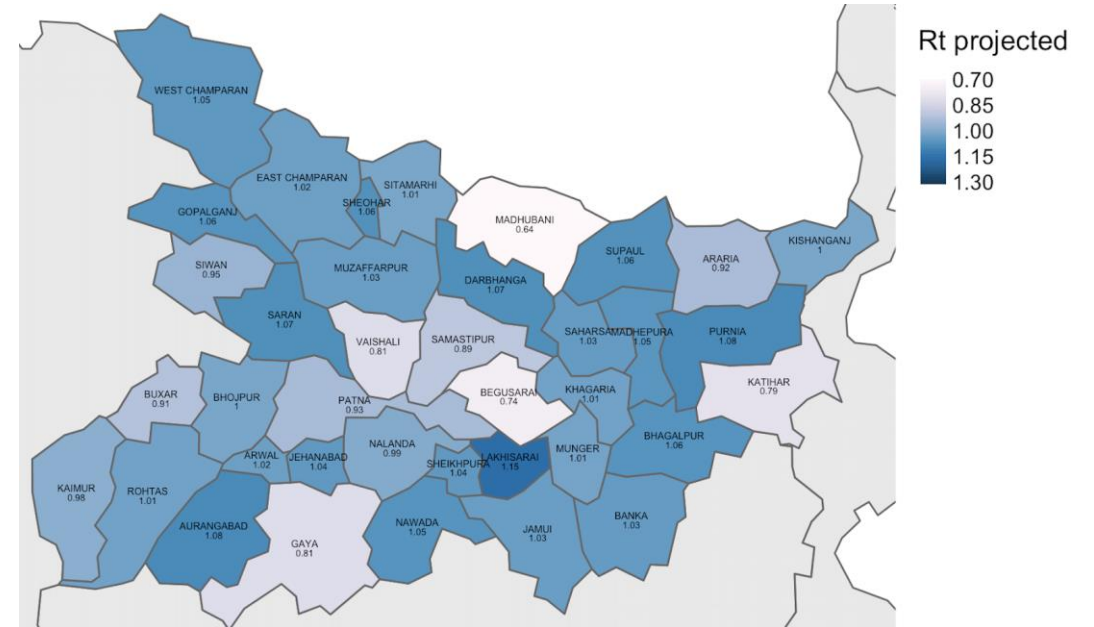 Rt projected
0.70
0.85
1.00
1.15
1.30
WEST CHAMPARAN
1.05
EAST CHAMPARAN
1.02
SITAMARHI
1.01
SHEOHAR
1.06
GOPALGANJ
1.06
MADHUBANI
0.64
SUPAUL
1.06
ARARIA
0.92
KISHANGANJ
1
SIWAN
0.95
MUZAFFARPUR
1.03
DARBHANGA
1.07
SARAN
1.07
VAISHALI
0.81
SAMASTIPUR
0.89
SAHARSA
1.03
MADHEPURA
1.05
PURNIA
1.08
KATIHAR
0.79
BUXAR
0.91
BHOJPUR
1
PATNA
0.93
BEGUSARAI
0.74
KHAGARIA
1.01
NALANDA
0.99
BHAGALPUR
1.06
ARWAL
1.02
JEHANABAD
1.04
SHEIKHPURA
1.04
LAKHISARAI
1.15
MUNGER
1.01
KAIMUR
0.98
ROHTAS
1.01
AURANGABAD
1.08
GAYA
0.81
NAWADA
1.05
JAMUI
1.03
BANKA
1.03